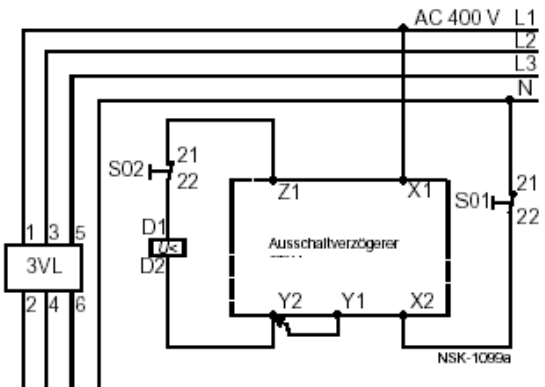 AC 400 V L1
L2
L3
N
S02
21
22
Z1
X1
S01
21
22
1 3 5
3VL
2 4 6
D1
U<
D2
Ausschaltverzögerer
Y2
Y1
X2
NSK-1099a